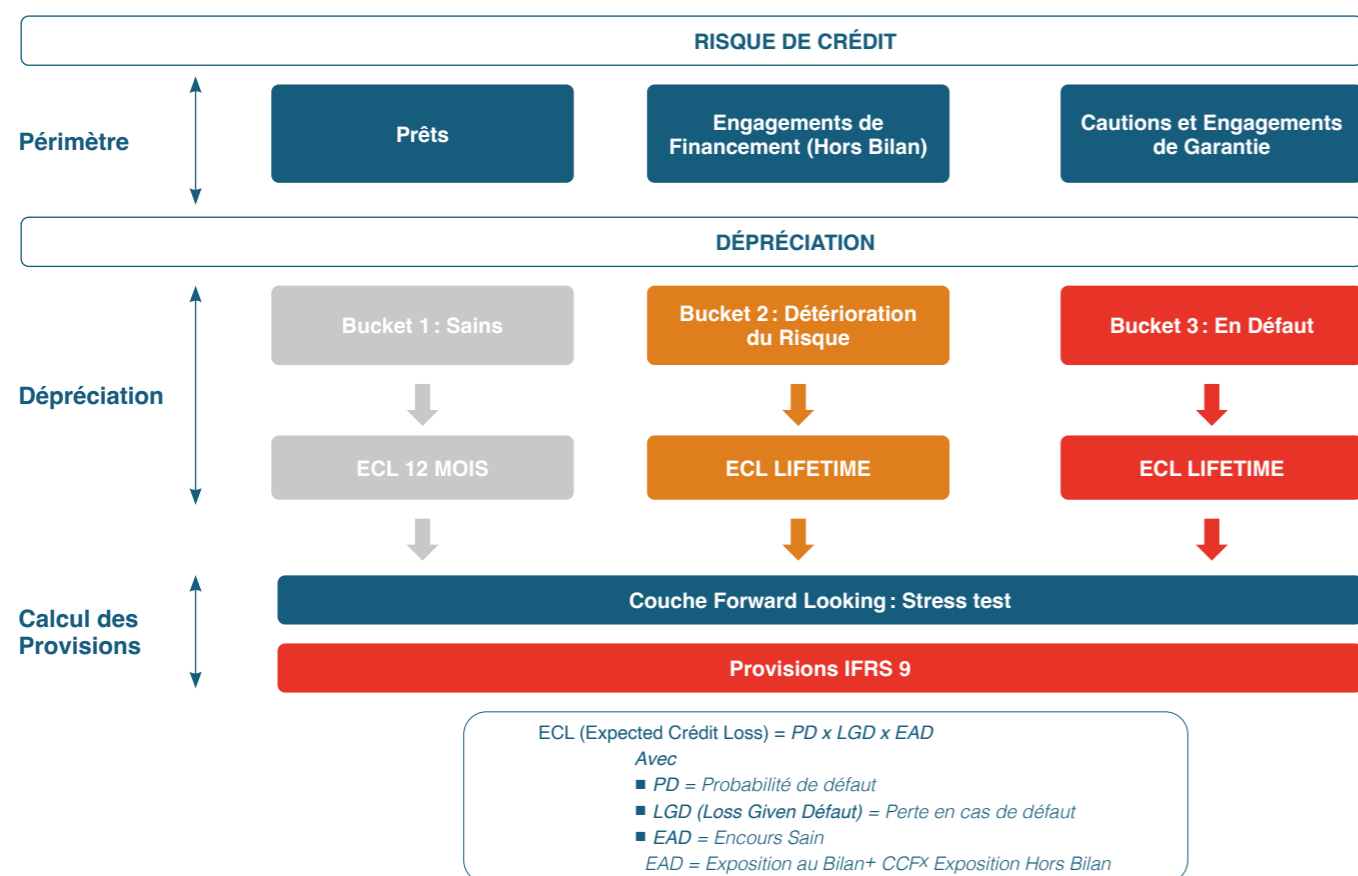 RISQUE DE CRÉDIT
Périmètre
Prêts
Engagements de
Financement (Hors Bilan)
Cautions et Engagements
de Garantie
DÉPRÉCIATION
Dépréciation
Bucket 1 : Sains
Bucket 2 : Détérioration
du Risque
Bucket 3 : En Défaut
ECL 12 MOIS
ECL LIFETIME
ECL LIFETIME
Calcul des
Provisions
Couche Forward Looking : Stress test
Provisions IFRS 9
ECL (Expected Crédit Loss) = PD x LGD x EAD
Avec
■ PD = Probabilité de défaut
■ LGD (Loss Given Défaut) = Perte en cas de défaut
■ EAD = Encours Sain
EAD = Exposition au Bilan+ CCFx Exposition Hors Bilan